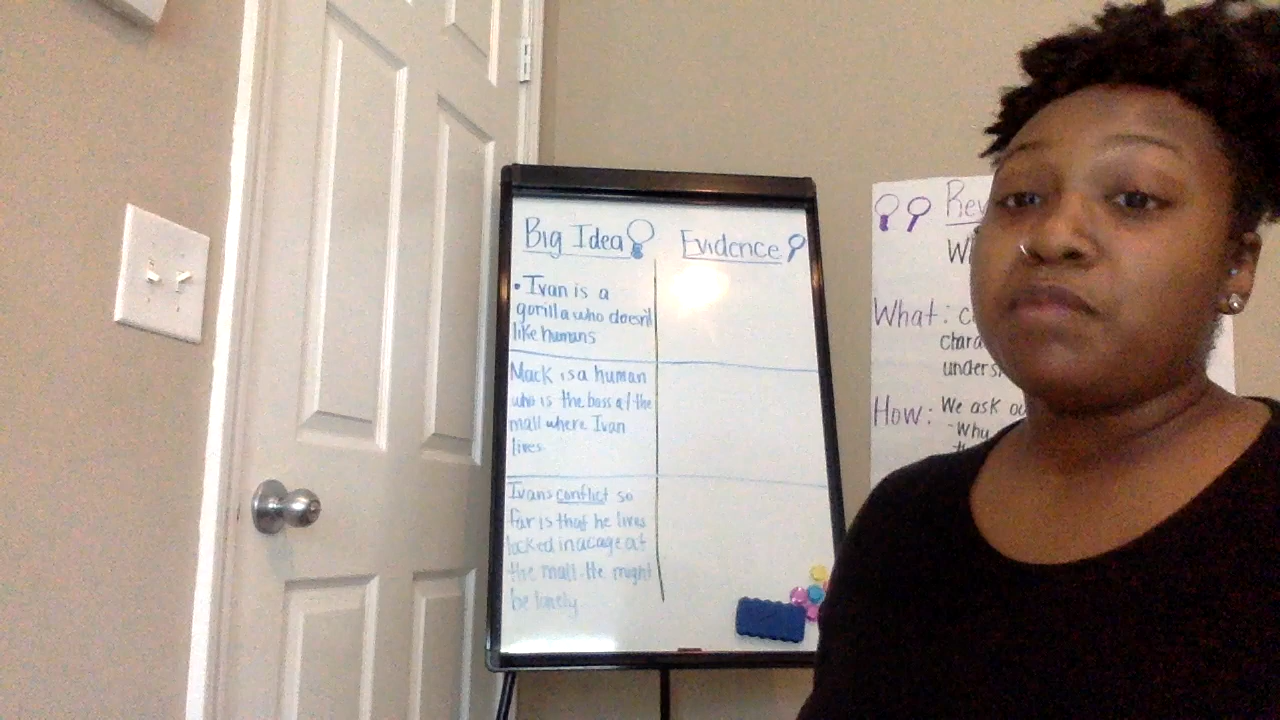 Big Idea
Evidence
• Ivan is a
gorilla who doesn't
like humans
Mack is a human
who is the boss of the
mall where Ivan
lives
Ivans conflict so
far is that he lives
locked in a cage at
the mall. He might
be lonely.
What:
How: We ask
-Why